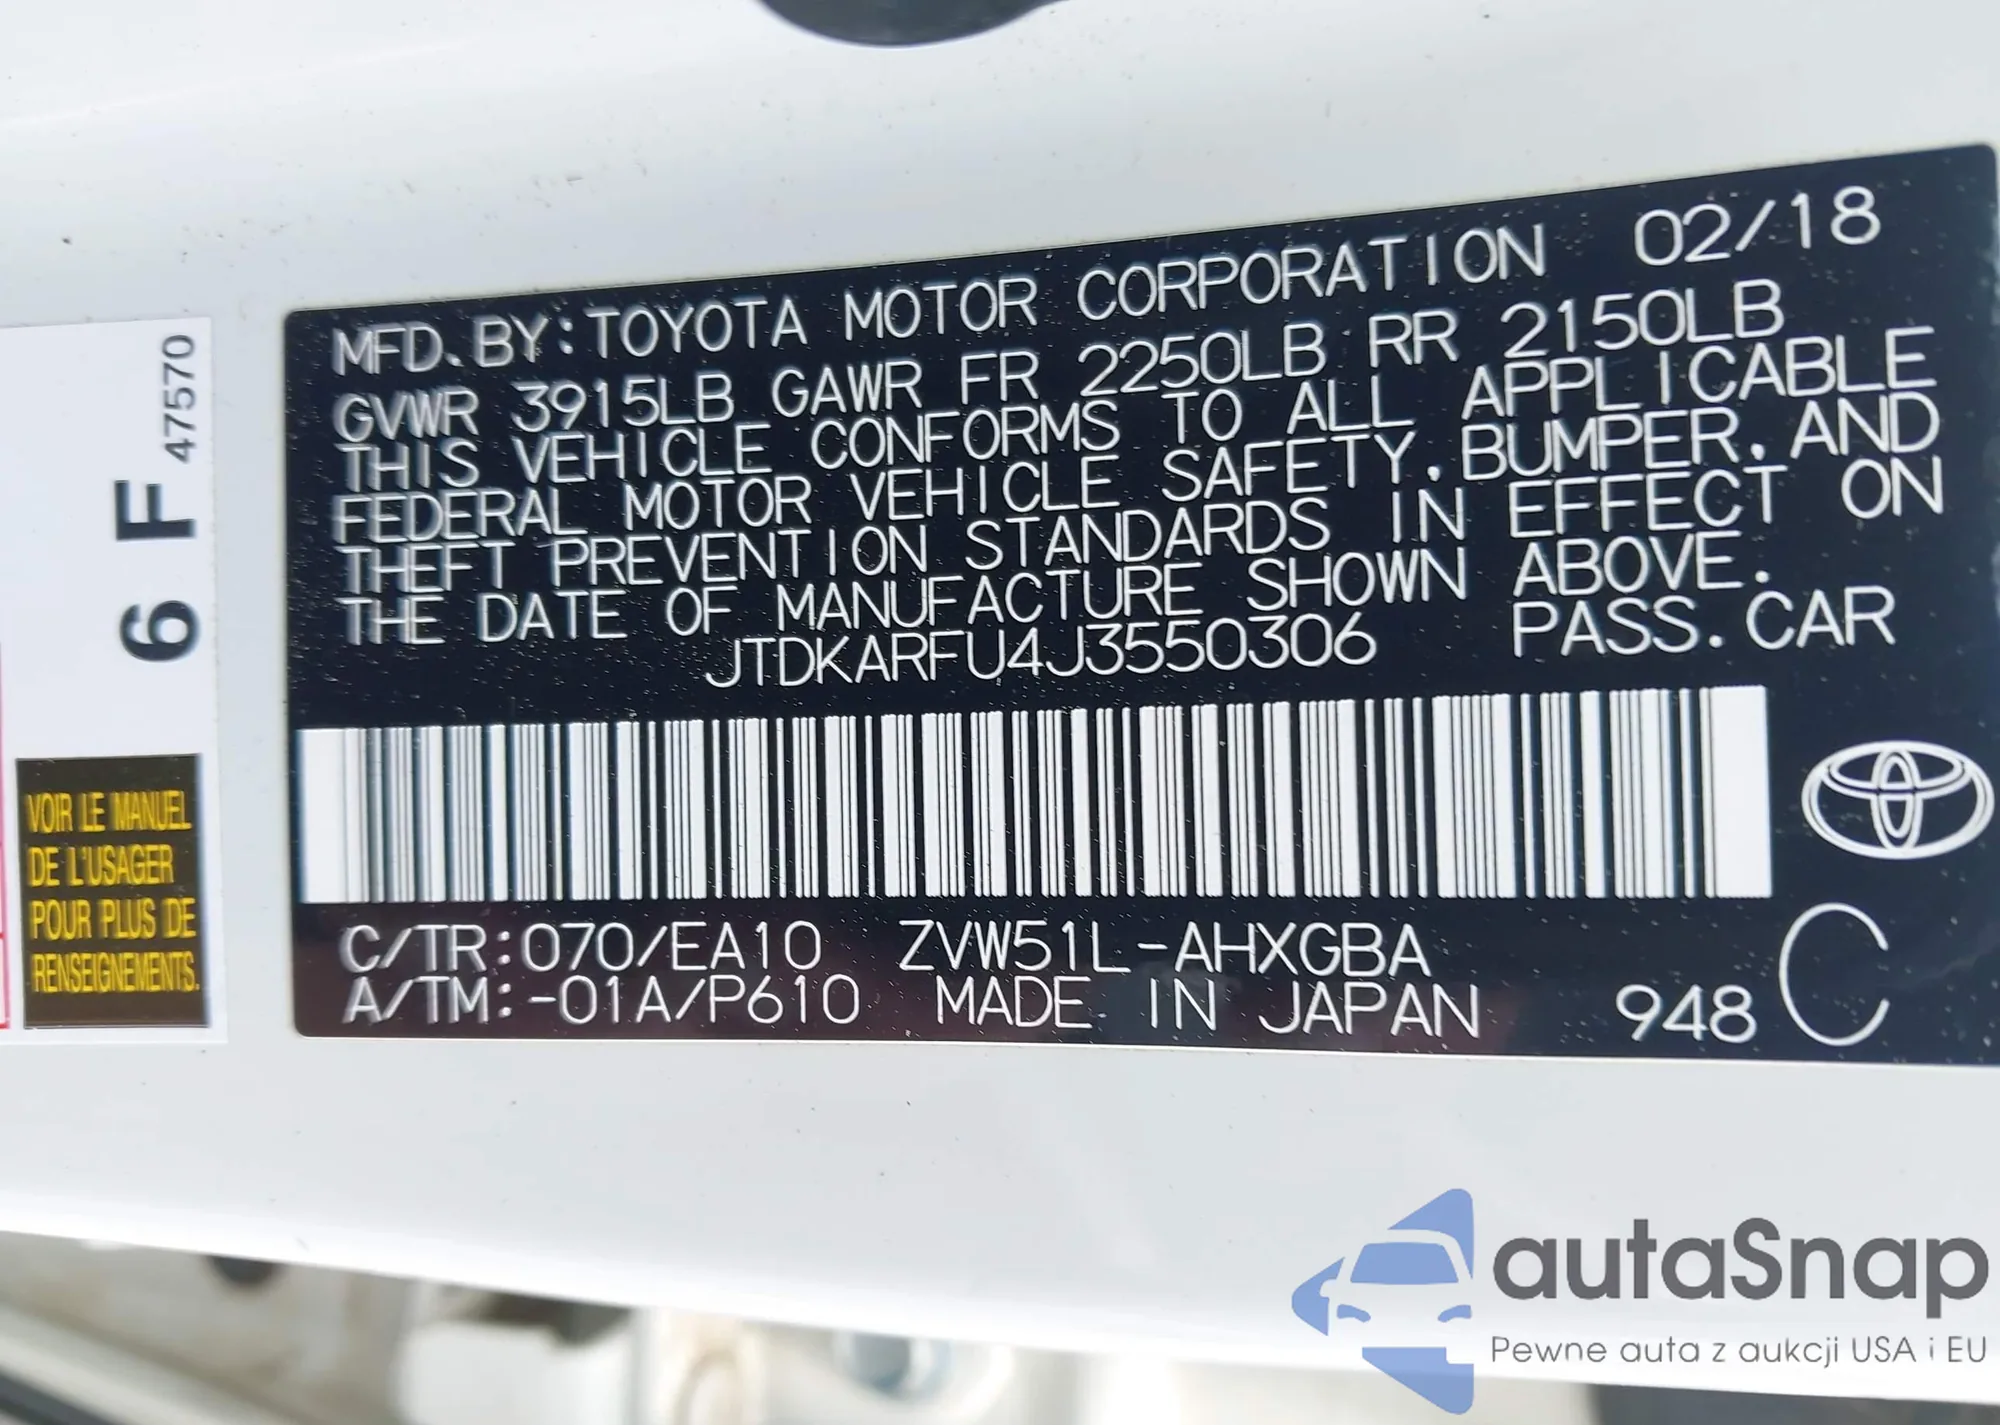 6 F 47570
VOIR LE MANUEL
DE L'USAGER
POUR PLUS DE
RENSEIGNEMENTS.
MFD. BY: TOYOTA MOTOR CORPORATION 02/18
GVWR 3915LB GAWR FR 2250LB RR 2150LB
THIS VEHICLE CONFORMS TO ALL APPLICABLE
FEDERAL MOTOR VEHICLE SAFETY, BUMPER, AND
THEFT PREVENTION STANDARDS IN EFFECT ON
THE DATE OF MANUFACTURE SHOWN ABOVE.
JTDKARFU4J3550306 PASS. CAR
C/TR: 070/EA10 ZVW51L-AHXGBA
A/TM: -01A/P610 MADE IN JAPAN 948 C
autaSnap
Pewne auta z aukcji USA i EU